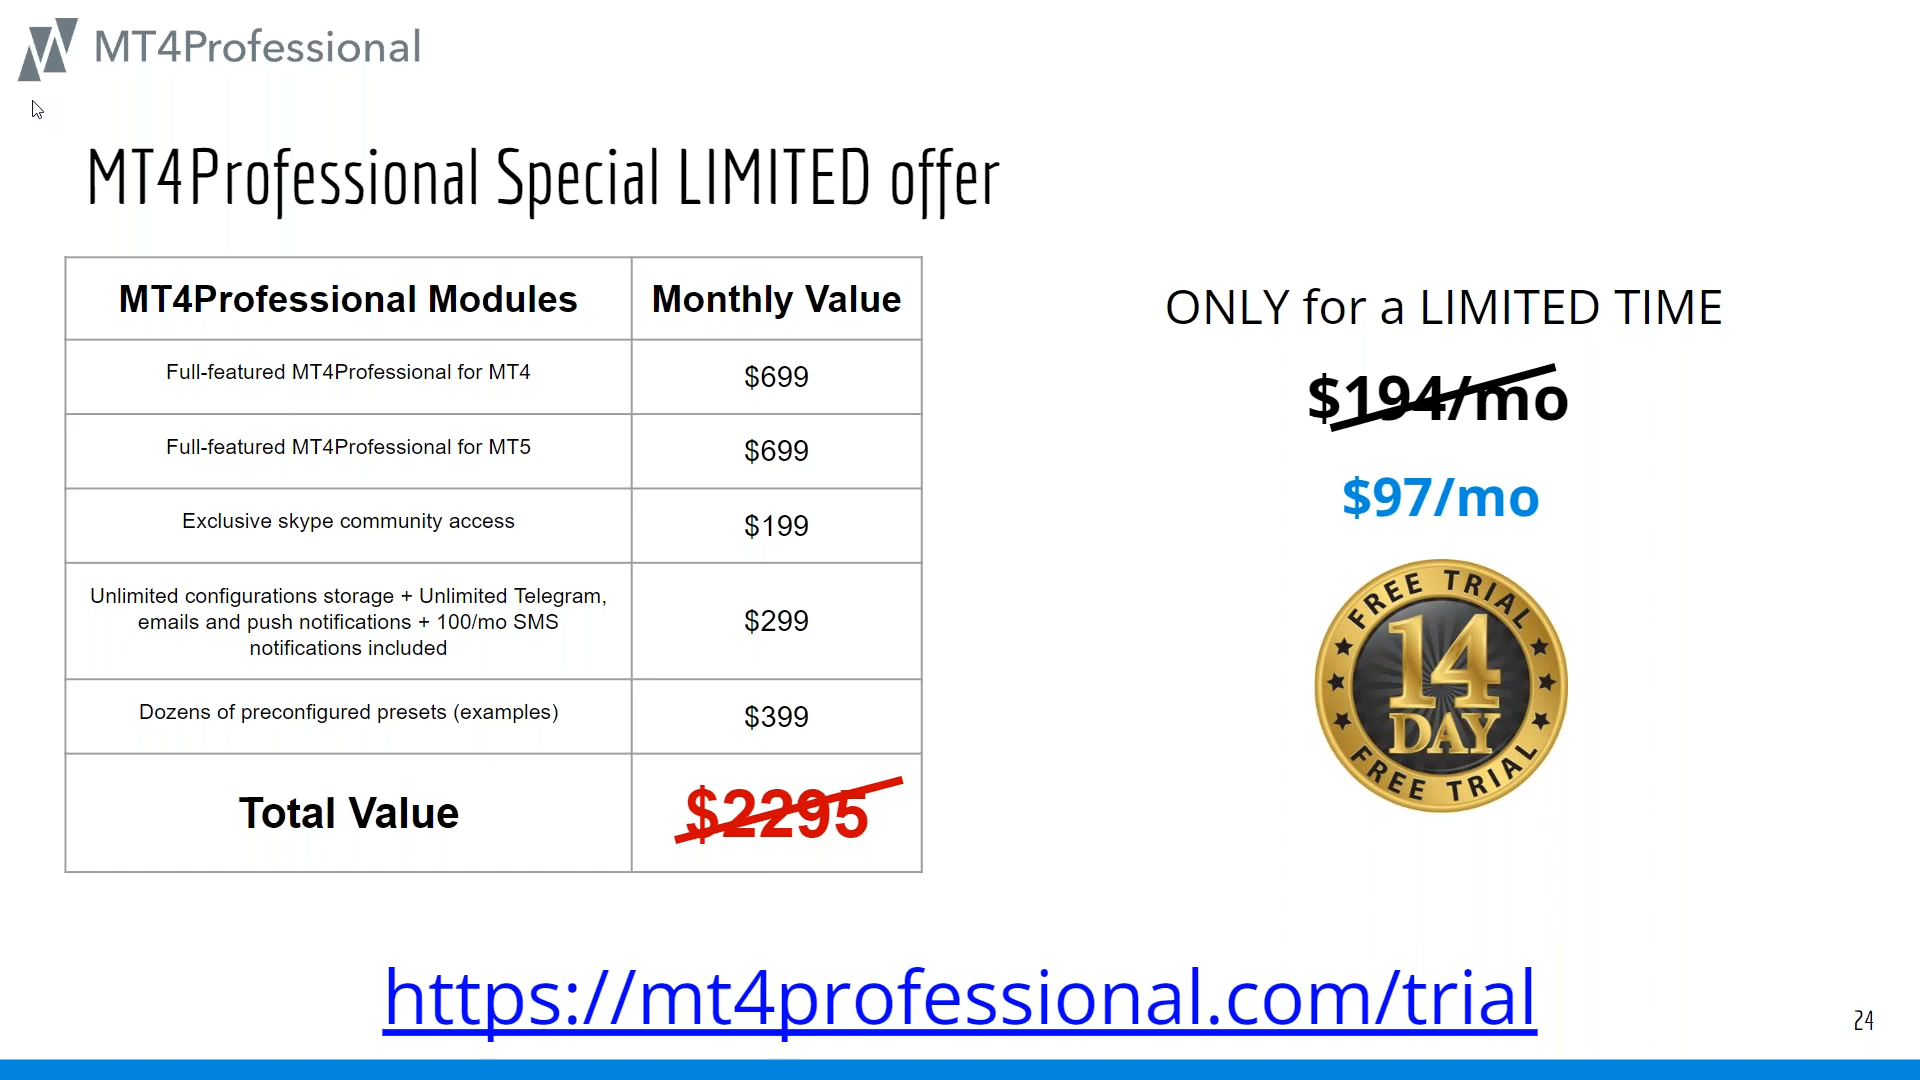 MT4Professional
MT4Professional Special LIMITED offer
MT4Professional Modules
Monthly Value
Full-featured MT4Professional for MT4
$699
Full-featured MT4Professional for MT5
$699
Exclusive skype community access
$199
Unlimited configurations storage + Unlimited Telegram,
emails and push notifications + 100/mo SMS
notifications included
$299
Dozens of preconfigured presets (examples)
$399
Total Value
$2295
ONLY for a LIMITED TIME
$194/mo
$97/mo
FREE TRIAL
14
DAY
FREE TRIAL
https://mt4professional.com/trial
24